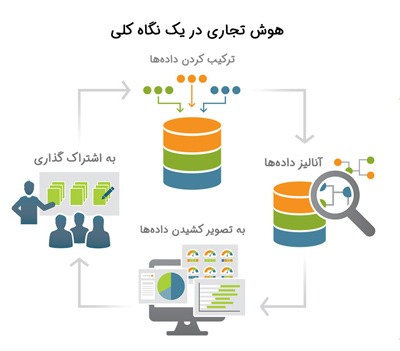 هوش تجاری در یک نگاه کلی
ترکیب کردن داده‌ها
آنالیز داده‌ها
به تصویر کشیدن داده‌ها
به اشتراک گذاری